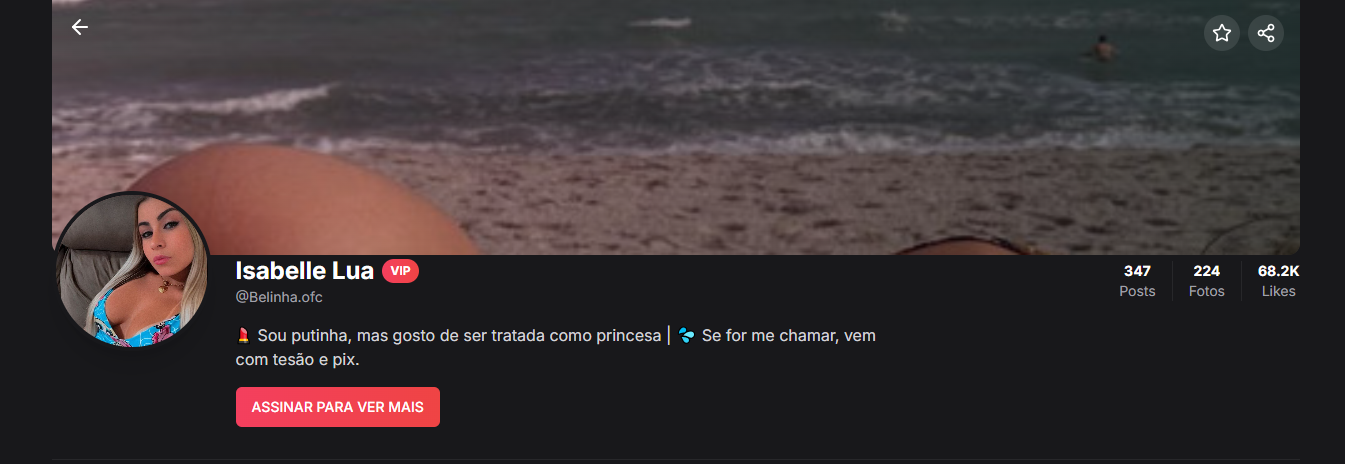 Isabelle Lua VIP
@Belinha.ofc
347 224 68.2K
Posts Fotos Likes
💄 Sou putinha, mas gosto de ser tratada como princesa | 💦 Se for me chamar, vem
com tesão e pix.
ASSINAR PARA VER MAIS